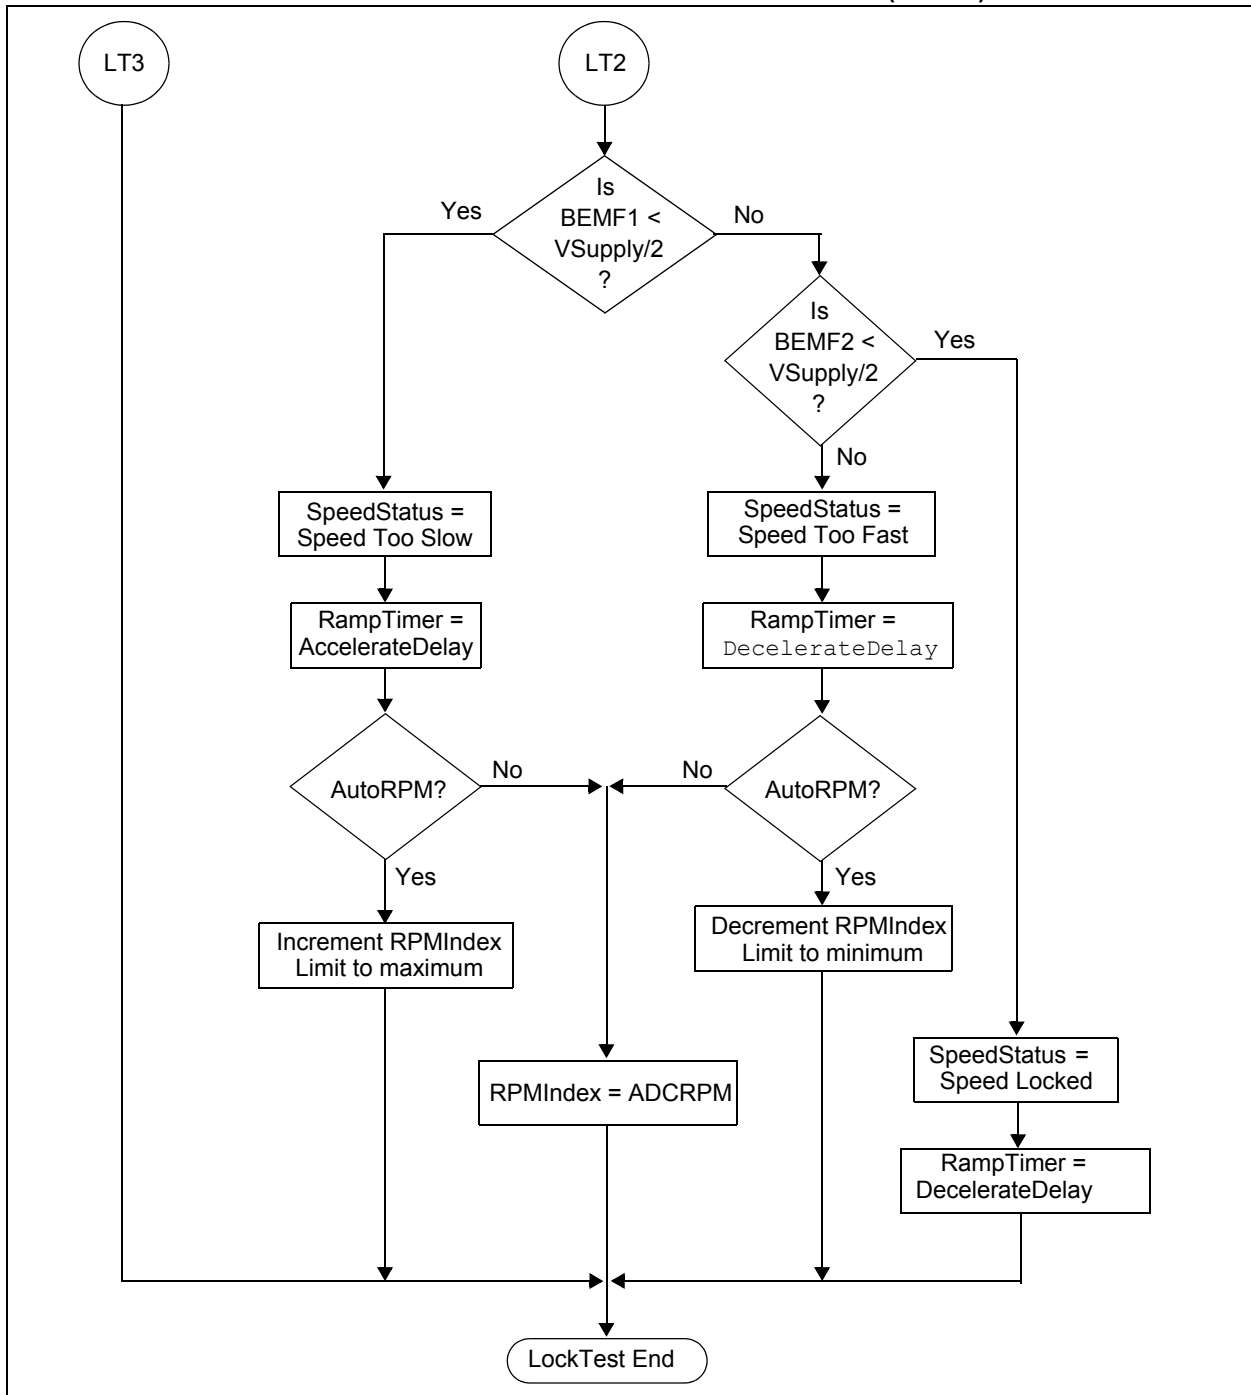 LT3
LT2
Is
BEMF1 <
VSupply/2
?
Yes
No
Is
BEMF2 <
VSupply/2
?
Yes
No
SpeedStatus =
Speed Too Slow
SpeedStatus =
Speed Too Fast
RampTimer =
AccelerateDelay
RampTimer =
DecelerateDelay
AutoRPM?
No
No
AutoRPM?
Yes
Yes
Increment RPMIndex
Limit to maximum
Decrement RPMIndex
Limit to minimum
RPMIndex = ADCRPM
SpeedStatus =
Speed Locked
RampTimer =
DecelerateDelay
LockTest End